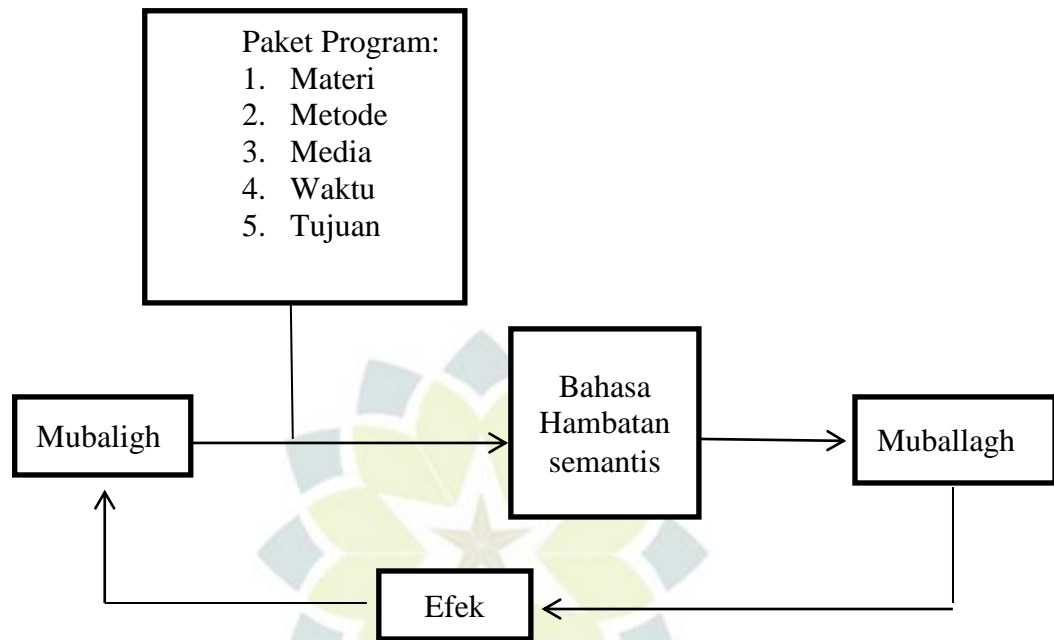 Paket Program:
1. Materi
2. Metode
3. Media
4. Waktu
5. Tujuan
Mubaligh
Bahasa
Hambatan
semantis
Muballagh
Efek